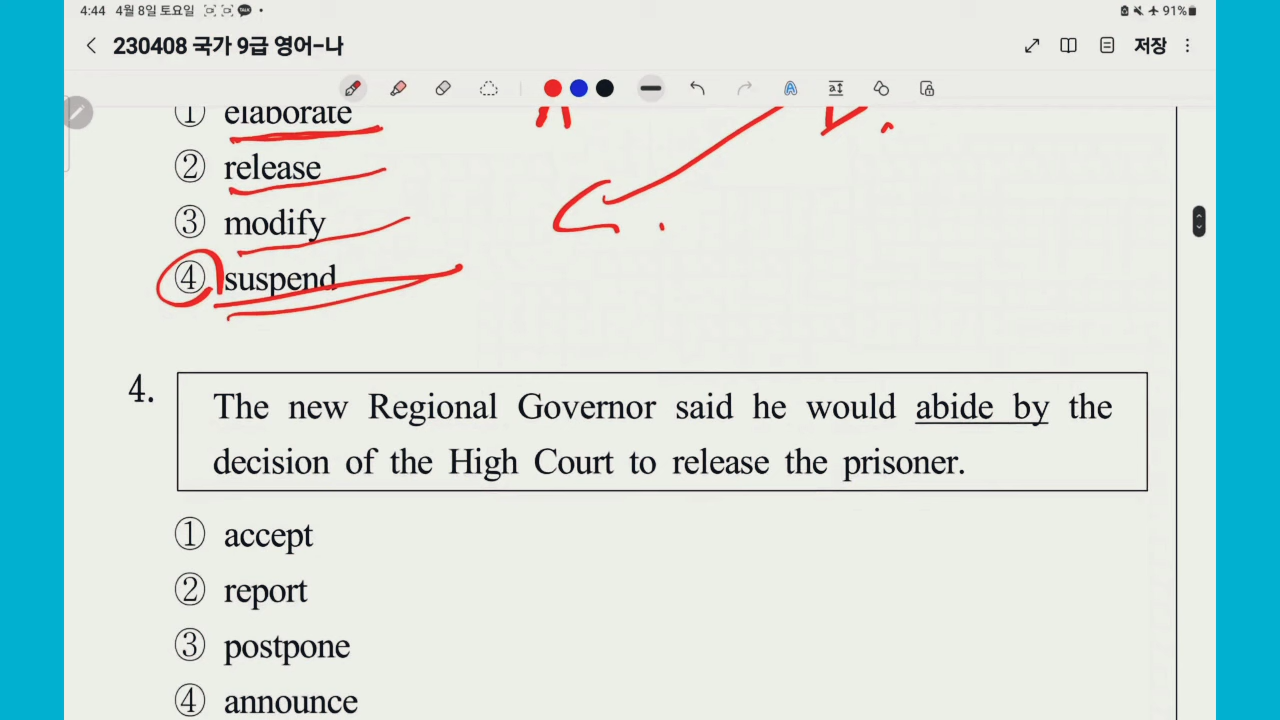 4:44 4월 8일 토요일 TALK 91%
230408 국가 9급 영어-나 저장
① elaborate
② release
③ modify
④ suspend
4. The new Regional Governor said he would abide by the
decision of the High Court to release the prisoner.
① accept
② report
③ postpone
④ announce